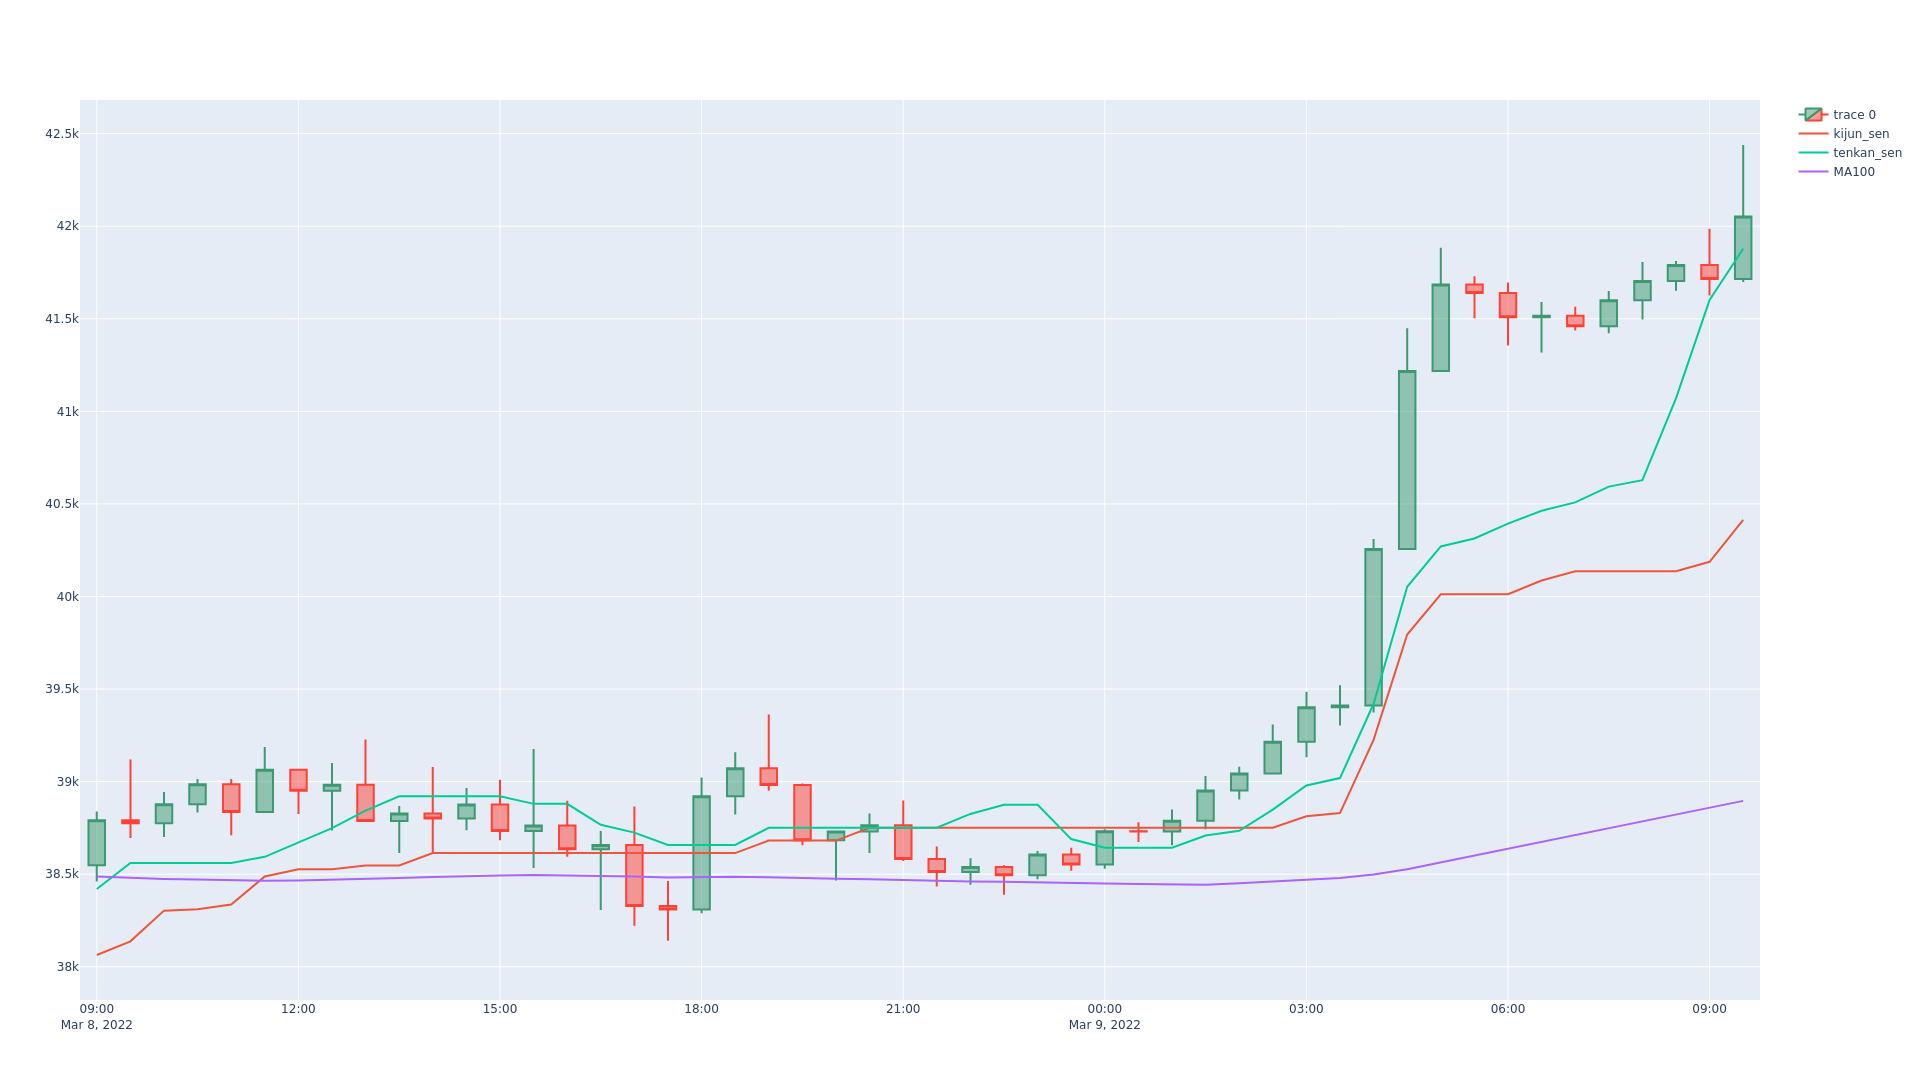 42.5k
42k
41.5k
41k
40.5k
40k
39.5k
39k
38.5k
38k
09:00
Mar 8, 2022
12:00
15:00
18:00
21:00
00:00
Mar 9, 2022
03:00
06:00
09:00
trace 0
kijun_sen
tenkan_sen
MA100